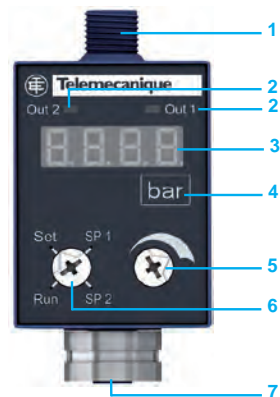 1
Telemecanique
2
Out 2
Out 1
2
8.8.8.8
3
bar
4
Set
SP 1
5
Run
SP 2
6
7